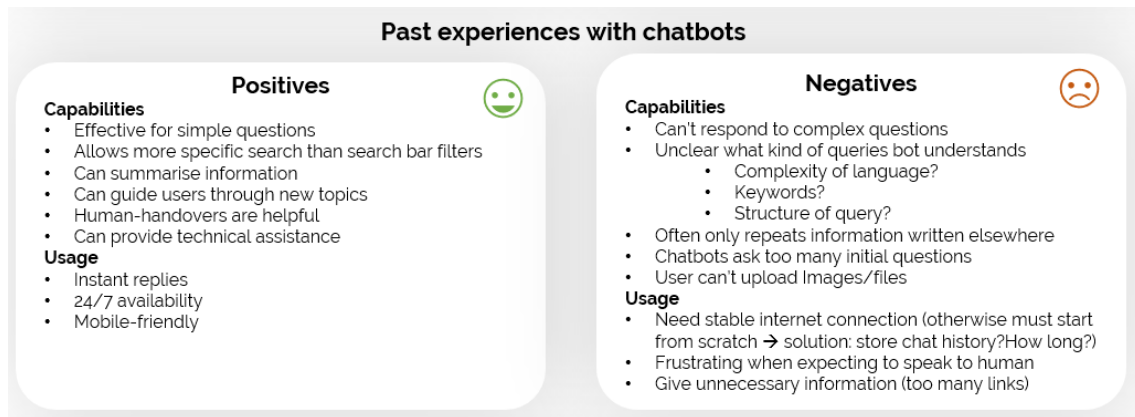 Past experiences with chatbots
Positives
Capabilities
• Effective for simple questions
• Allows more specific search than search bar filters
• Can summarise information
• Can guide users through new topics
• Human-handovers are helpful
• Can provide technical assistance
Usage
• Instant replies
• 24/7 availability
• Mobile-friendly
Negatives
Capabilities
• Can't respond to complex questions
• Unclear what kind of queries bot understands
• Complexity of language?
• Keywords?
• Structure of query?
• Often only repeats information written elsewhere
• Chatbots ask too many initial questions
• User can't upload Images/files
Usage
• Need stable internet connection (otherwise must start
from scratch → solution: store chat history?How long?)
• Frustrating when expecting to speak to human
• Give unnecessary information (too many links)